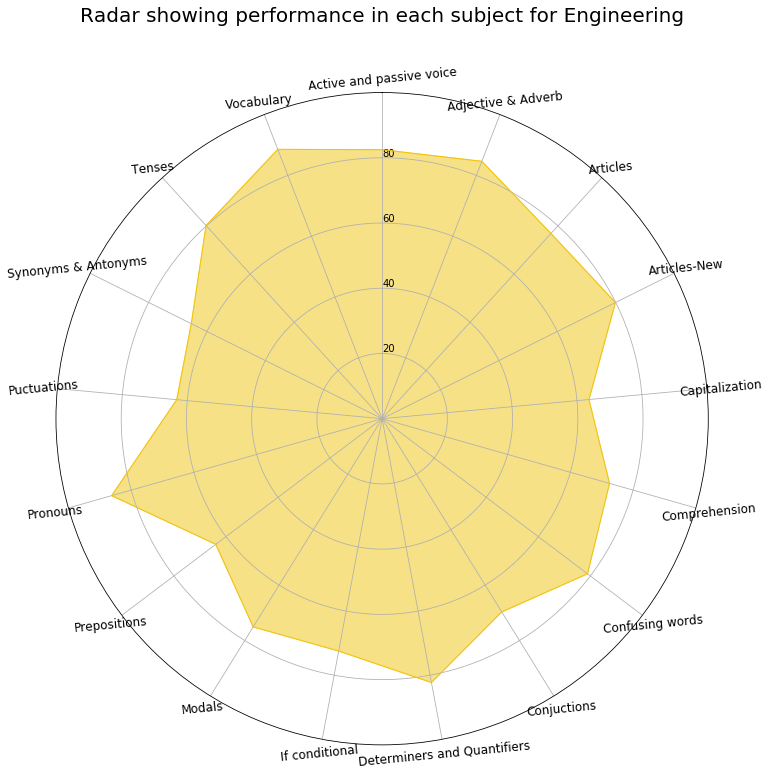 Radar showing performance in each subject for Engineering
Active and passive voice
Adjective & Adverb
Articles
Articles-New
Capitalization
Comprehension
Confusing words
Conjuctions
Determiners and Quantifiers
If conditional
Modals
Prepositions
Pronouns
Puctuations
Synonyms & Antonyms
Tenses
Vocabulary
80
60
40
20